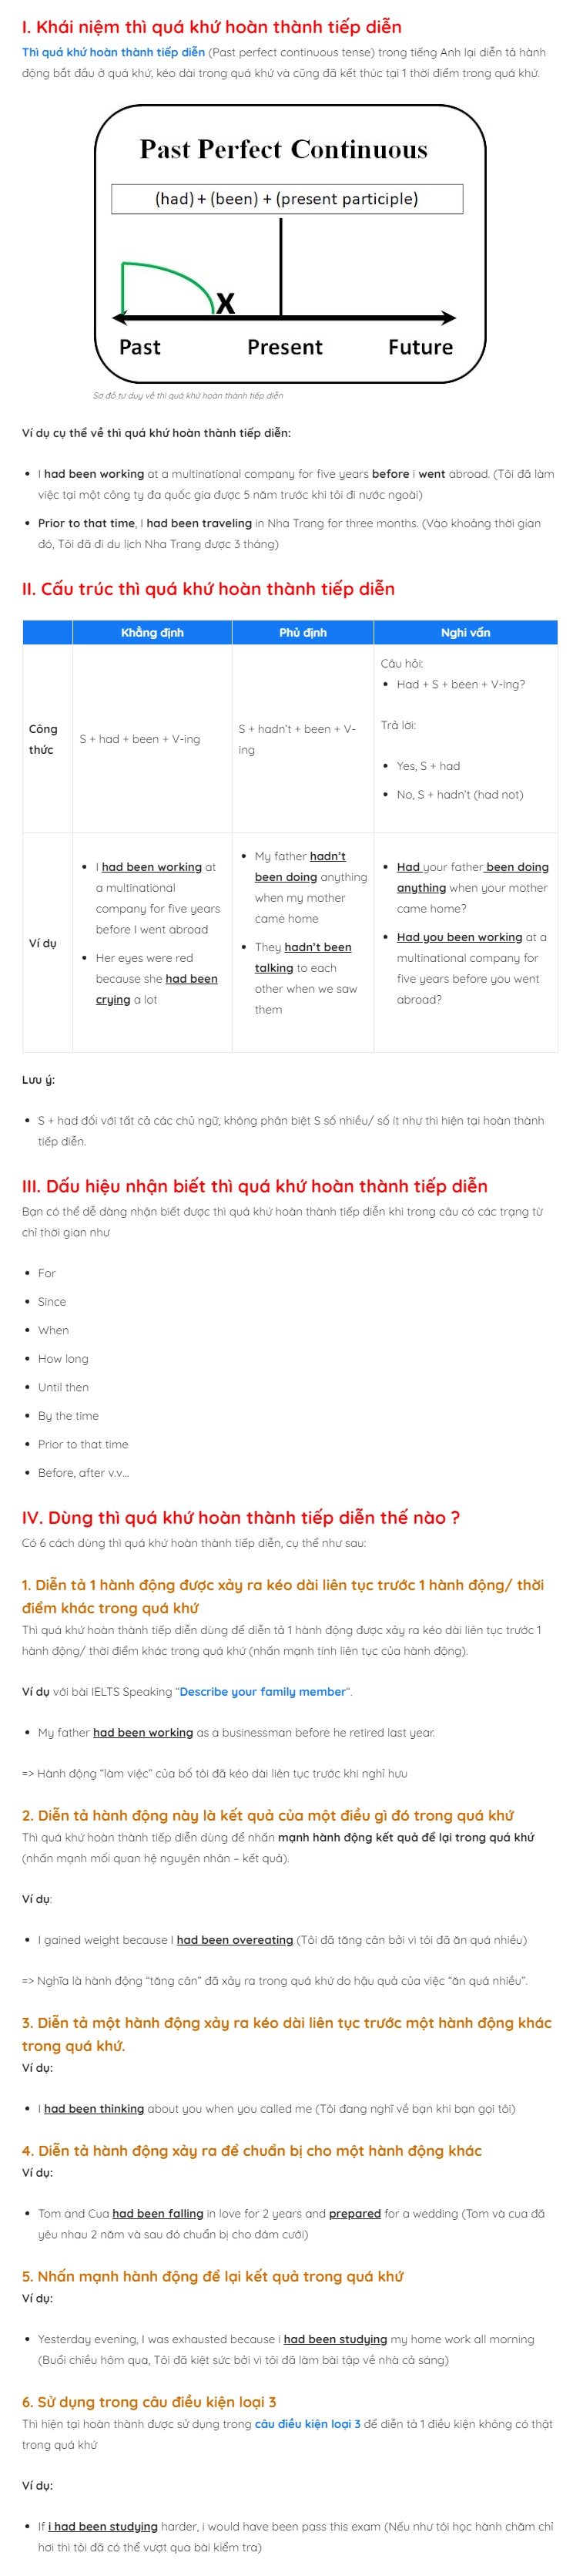 I. Khái niệm thì quá khứ hoàn thành tiếp diễn
Thì quá khứ hoàn thành tiếp diễn (Past perfect continuous tense) trong tiếng Anh lại diễn tả hành
động bắt đầu ở quá khứ, kéo dài trong quá khứ và cũng đã kết thúc tại 1 thời điểm trong quá khứ.
Past Perfect Continuous
(had) + (been) + (present participle)
X
Past Present Future
Sơ đồ tư duy về thì quá khứ hoàn thành tiếp diễn
Ví dụ cụ thể về thì quá khứ hoàn thành tiếp diễn:
• I had been working at a multinational company for five years before i went abroad. (Tôi đã làm
việc tại một công ty đa quốc gia được 5 năm trước khi tôi đi nước ngoài)
• Prior to that time, I had been traveling in Nha Trang for three months. (Vào khoảng thời gian
đó, Tôi đã đi du lịch Nha Trang được 3 tháng)
II. Cấu trúc thì quá khứ hoàn thành tiếp diễn
Khẳng định Phủ định Nghi vấn
Công
thức
S + had + been + V-ing
S + hadn't + been + V-
ing
Câu hỏi:
• Had + S + been + V-ing?
Trả lời:
• Yes, S + had
• No, S + hadn't (had not)
Ví dụ
• I had been working at
a multinational
company for five years
before I went abroad
• Her eyes were red
because she had been
crying a lot
• My father hadn't
been doing anything
when my mother
came home
• They hadn't been
talking to each
other when we saw
them
• Had your father been doing
anything when your mother
came home?
• Had you been working at a
multinational company for
five years before you went
abroad?
Lưu ý:
• S + had đối với tất cả các chủ ngữ, không phân biệt S số nhiều/ số ít như thì hiện tại hoàn thành
tiếp diễn.
III. Dấu hiệu nhận biết thì quá khứ hoàn thành tiếp diễn
Bạn có thể dễ dàng nhận biết được thì quá khứ hoàn thành tiếp diễn khi trong câu có các trạng từ
chỉ thời gian như
• For
• Since
• When
• How long
• Until then
• By the time
• Prior to that time
• Before, after v.v...
IV. Dùng thì quá khứ hoàn thành tiếp diễn thế nào ?
Có 6 cách dùng thì quá khứ hoàn thành tiếp diễn, cụ thể như sau:
1. Diễn tả 1 hành động được xảy ra kéo dài liên tục trước 1 hành động/ thời
điểm khác trong quá khứ
Thì quá khứ hoàn thành tiếp diễn dùng để diễn tả 1 hành động được xảy ra kéo dài liên tục trước 1
hành động/ thời điểm khác trong quá khứ (nhấn mạnh tính liên tục của hành động).
Ví dụ với bài IELTS Speaking "Describe your family member".
• My father had been working as a businessman before he retired last year.
=> Hành động "làm việc" của bố tôi đã kéo dài liên tục trước khi nghỉ hưu
2. Diễn tả hành động này là kết quả của một điều gì đó trong quá khứ
Thì quá khứ hoàn thành tiếp diễn dùng để nhấn mạnh hành động kết quả để lại trong quá khứ
(nhấn mạnh mối quan hệ nguyên nhân – kết quả).
Ví dụ:
• I gained weight because I had been overeating (Tôi đã tăng cân bởi vì tôi đã ăn quá nhiều)
=> Nghĩa là hành động "tăng cân" đã xảy ra trong quá khứ do hậu quả của việc "ăn quá nhiều".
3. Diễn tả một hành động xảy ra kéo dài liên tục trước một hành động khác
trong quá khứ.
Ví dụ:
• I had been thinking about you when you called me (Tôi đang nghĩ về bạn khi bạn gọi tôi)
4. Diễn tả hành động xảy ra để chuẩn bị cho một hành động khác
Ví dụ:
• Tom and Cua had been falling in love for 2 years and prepared for a wedding (Tom và cua đã
yêu nhau 2 năm và sau đó chuẩn bị cho đám cưới)
5. Nhấn mạnh hành động để lại kết quả trong quá khứ
Ví dụ:
• Yesterday evening, I was exhausted because i had been studying my home work all morning
(Buổi chiều hôm qua, Tôi đã kiệt sức bởi vì tôi đã làm bài tập về nhà cả sáng)
6. Sử dụng trong câu điều kiện loại 3
Thì hiện tại hoàn thành được sử dụng trong câu điều kiện loại 3 để diễn tả 1 điều kiện không có thật
trong quá khứ
Ví dụ:
• If i had been studying harder, i would have been pass this exam (Nếu như tôi học hành chăm chỉ
hơi thì tôi đã có thể vượt qua bài kiểm tra)